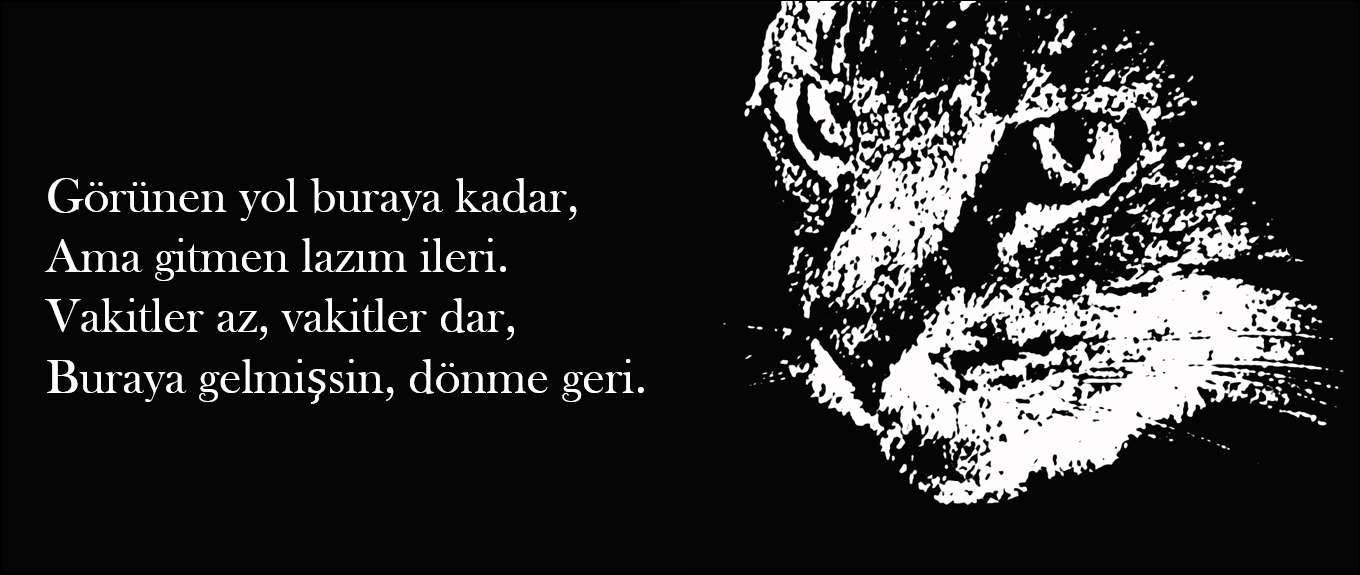 Görünen yol buraya kadar,
Ama gitmen lazım ileri.
Vakitler az, vakitler dar,
Buraya gelmişsin, dönme geri.